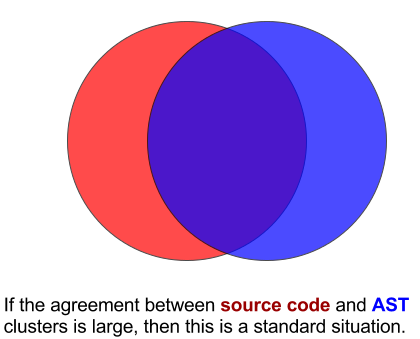 If the agreement between source code and AST
clusters is large, then this is a standard situation.